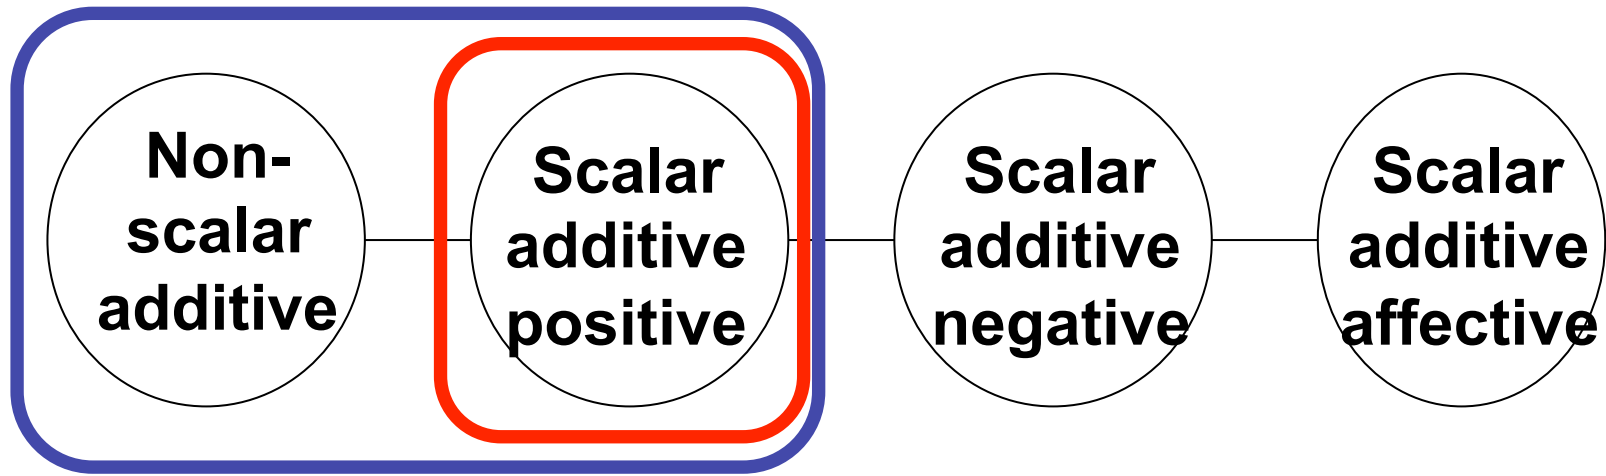 Non-
scalar
additive
Scalar
additive
positive
Scalar
additive
negative
Scalar
additive
affective